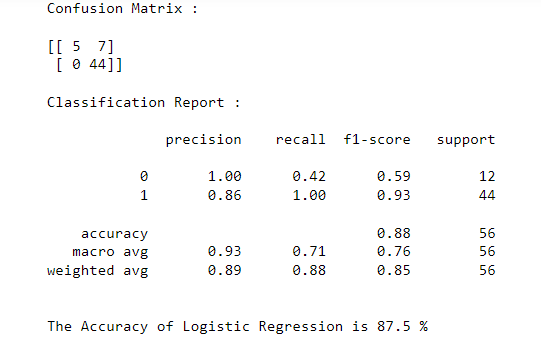 Confusion Matrix :
[[ 5 7]
[ 0 44]]
Classification Report :
precision recall f1-score support
0 1.00 0.42 0.59 12
1 0.86 1.00 0.93 44
accuracy 0.88 56
macro avg 0.93 0.71 0.76 56
weighted avg 0.89 0.88 0.85 56
The Accuracy of Logistic Regression is 87.5 %